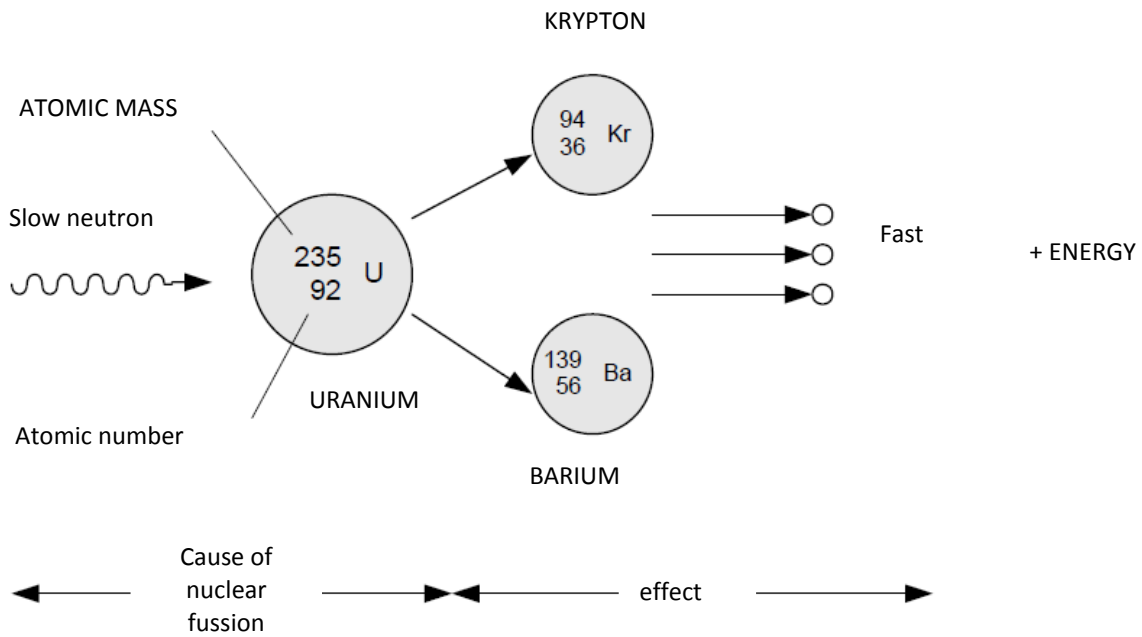 KRYPTON
ATOMIC MASS
94
36 Kr
Slow neutron
235
92 U
Fast
+ ENERGY
139
56 Ba
URANIUM
Atomic number
BARIUM
Cause of
nuclear
fussion
effect